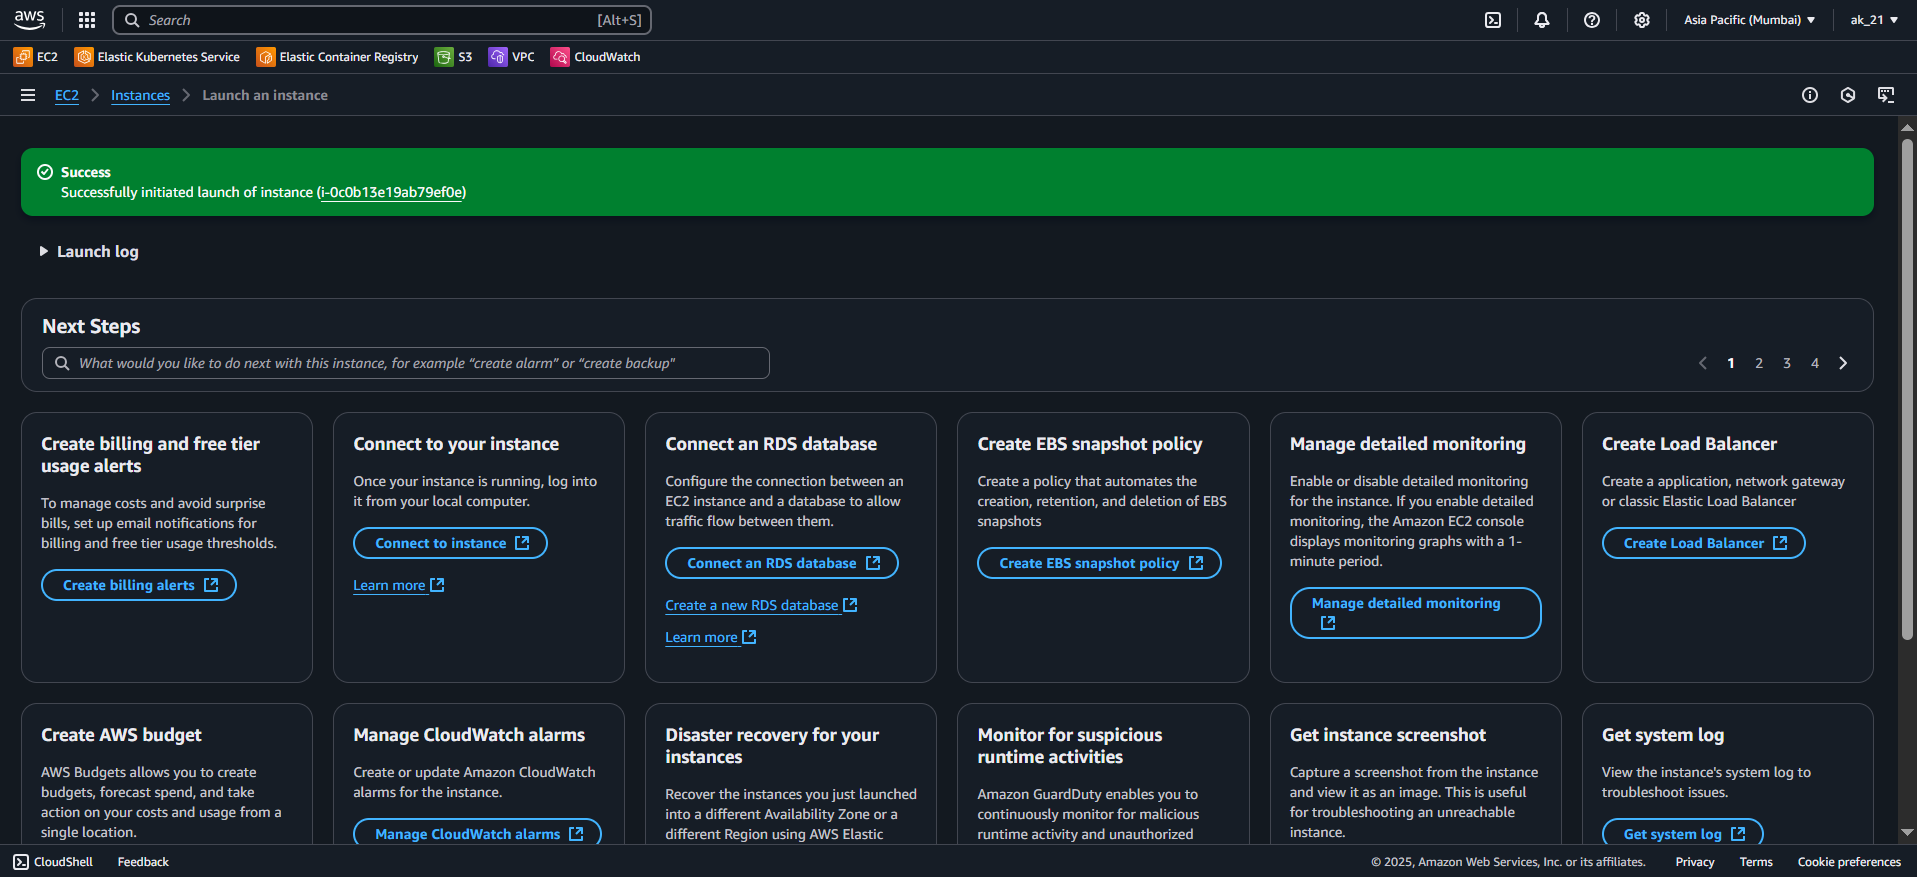 aws
Search [Alt+S]
Asia Pacific (Mumbai)
ak_21
EC2
Elastic Kubernetes Service
Elastic Container Registry
S3
VPC
CloudWatch
EC2 > Instances > Launch an instance
Success
Successfully initiated launch of instance (i-0c0b13e19ab79ef0e)
Launch log
Next Steps
What would you like to do next with this instance, for example “create alarm” or “create backup"
1 2 3 4
Create billing and free tier
usage alerts
To manage costs and avoid surprise
bills, set up email notifications for
billing and free tier usage thresholds.
Create billing alerts
Connect to your instance
Once your instance is running, log into
it from your local computer.
Connect to instance
Learn more
Connect an RDS database
Configure the connection between an
EC2 instance and a database to allow
traffic flow between them.
Connect an RDS database
Create a new RDS database
Learn more
Create EBS snapshot policy
Create a policy that automates the
creation, retention, and deletion of EBS
snapshots
Create EBS snapshot policy
Manage detailed monitoring
Enable or disable detailed monitoring
for the instance. If you enable detailed
monitoring, the Amazon EC2 console
displays monitoring graphs with a 1-
minute period.
Manage detailed monitoring
Create Load Balancer
Create a application, network gateway
or classic Elastic Load Balancer
Create Load Balancer
Create AWS budget
AWS Budgets allows you to create
budgets, forecast spend, and take
action on your costs and usage from a
single location.
Manage CloudWatch alarms
Create or update Amazon CloudWatch
alarms for the instance.
Manage CloudWatch alarms
Disaster recovery for your
instances
Recover the instances you just launched
into a different Availability Zone or a
different Region using AWS Elastic
Monitor for suspicious
runtime activities
Amazon GuardDuty enables you to
continuously monitor for malicious
runtime activity and unauthorized
Get instance screenshot
Capture a screenshot from the instance
and view it as an image. This is useful
for troubleshooting an unreachable
instance.
Get system log
View the instance's system log to
troubleshoot issues.
Get system log
CloudShell
Feedback
© 2025, Amazon Web Services, Inc. or its affiliates.
Privacy
Terms
Cookie preferences